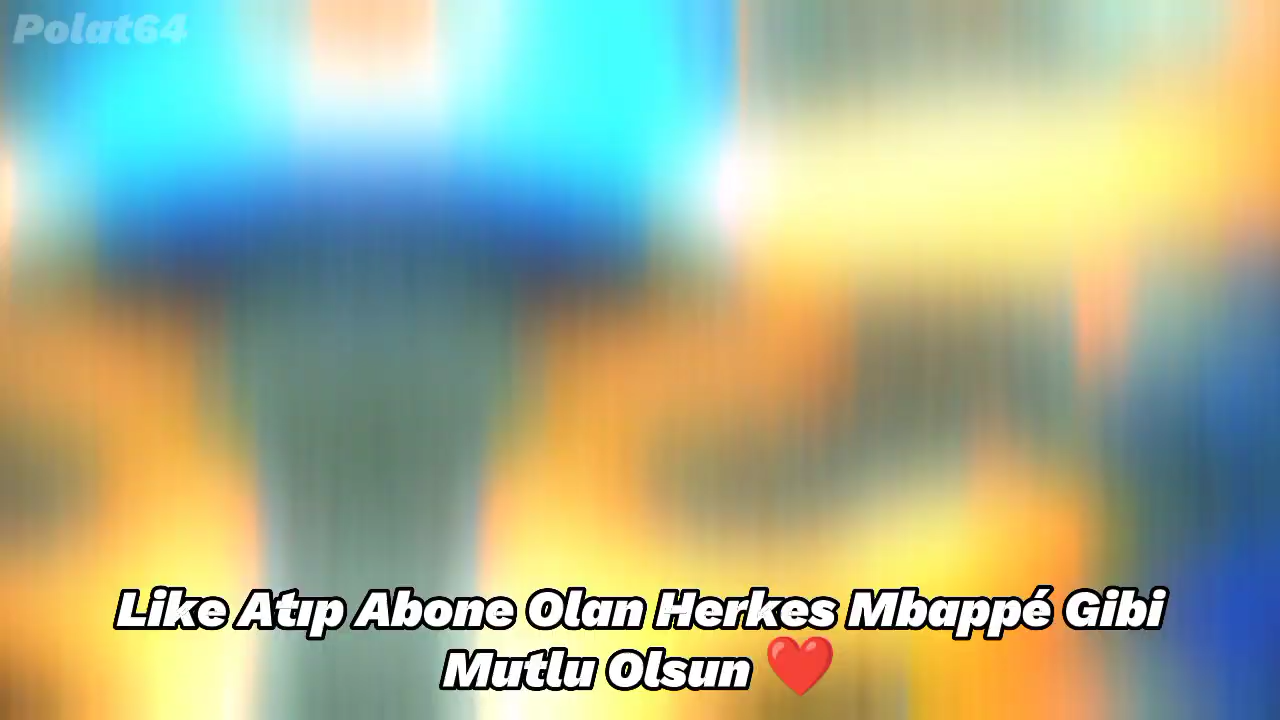 Polat64
Like Atıp Abone Olan Herkes Mbappé Gibi
Mutlu Olsun ❤️